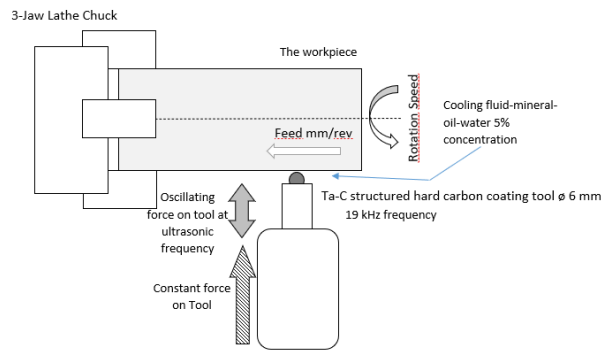 3-Jaw Lathe Chuck
The workpiece
Rotation Speed
Cooling fluid-mineral-
oil-water 5%
concentration
Feed mm/rev
Oscillating
force on tool at
ultrasonic
frequency
Ta-C structured hard carbon coating tool ø 6 mm
19 kHz frequency
Constant force
on Tool